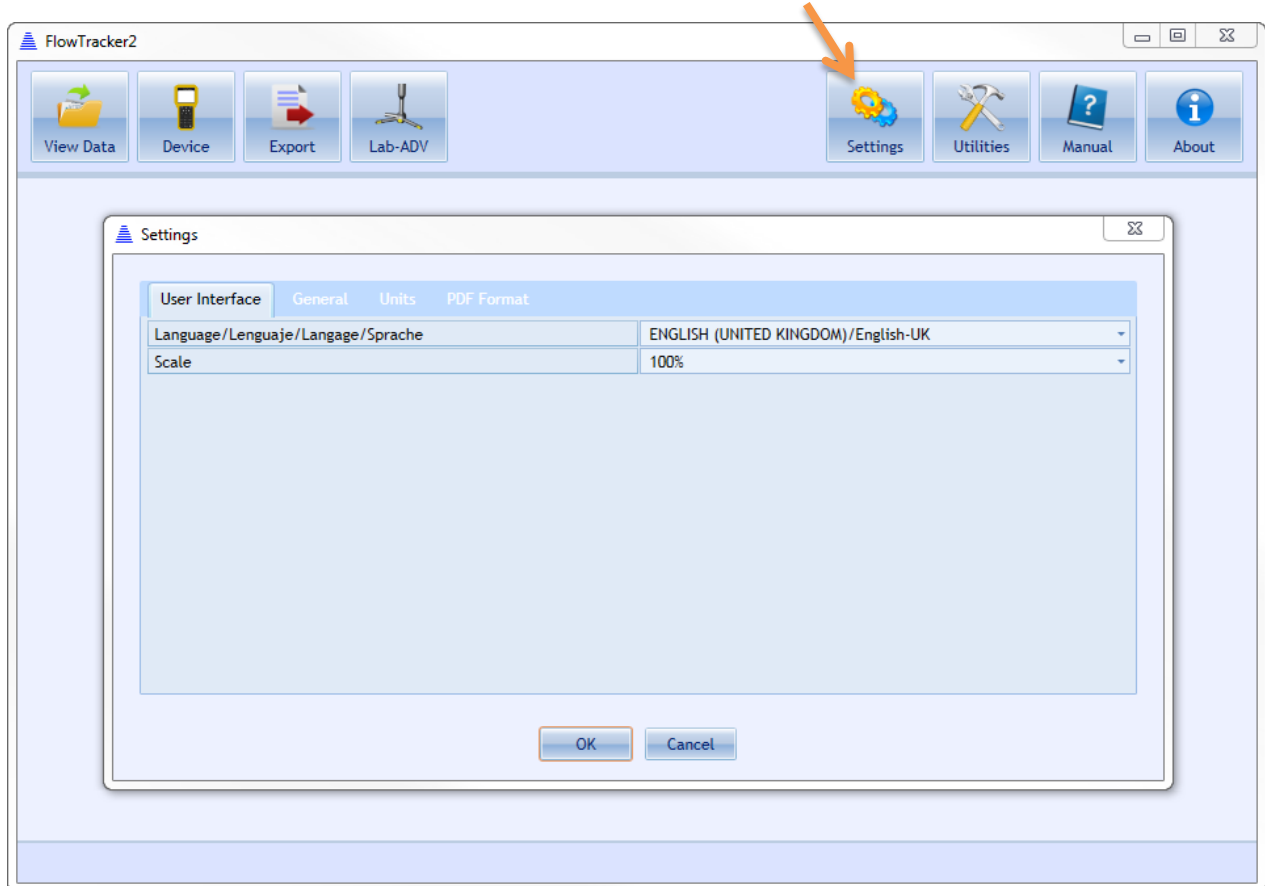 FlowTracker2
View Data Device Export Lab-ADV Settings Utilities Manual About
Settings
User Interface General Units PDF Format
Language/Lenguaje/Langage/Sprache ENGLISH (UNITED KINGDOM)/English-UK
Scale 100%
OK Cancel